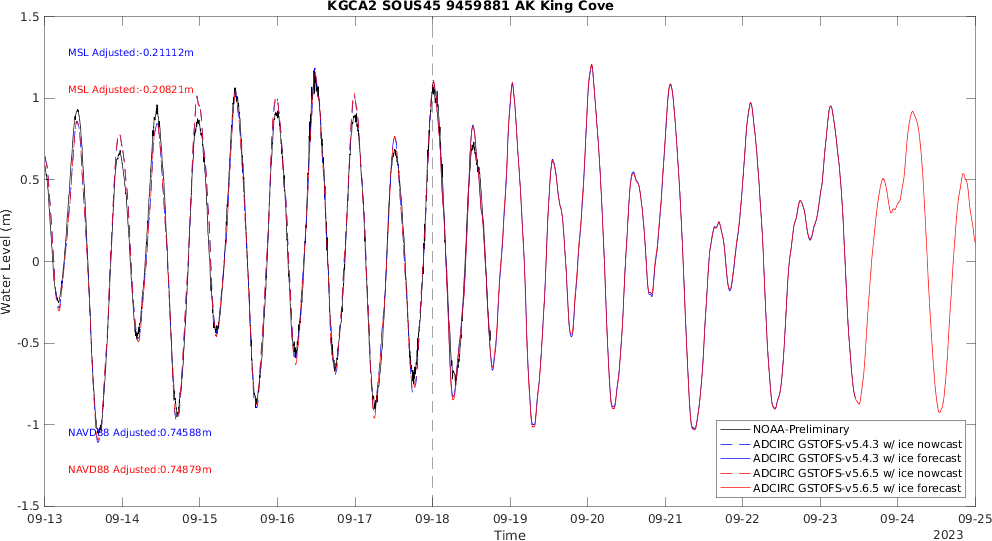 KGCA2 SOUS45 9459881 AK King Cove
1.5
MSL Adjusted:-0.21112m
MSL Adjusted:-0.20821m
1
0.5
0
-0.5
-1
-1.5
Water Level (m)
NAVD88 Adjusted:0.74588m
NAVD88 Adjusted:0.74879m
NOAA-Preliminary
ADCIRC GSTOFS-v5.4.3 w/ ice nowcast
ADCIRC GSTOFS-v5.4.3 w/ ice forecast
ADCIRC GSTOFS-v5.6.5 w/ ice nowcast
ADCIRC GSTOFS-v5.6.5 w/ ice forecast
09-13 09-14 09-15 09-16 09-17 09-18 09-19 09-20 09-21 09-22 09-23 09-24 09-25
Time
2023